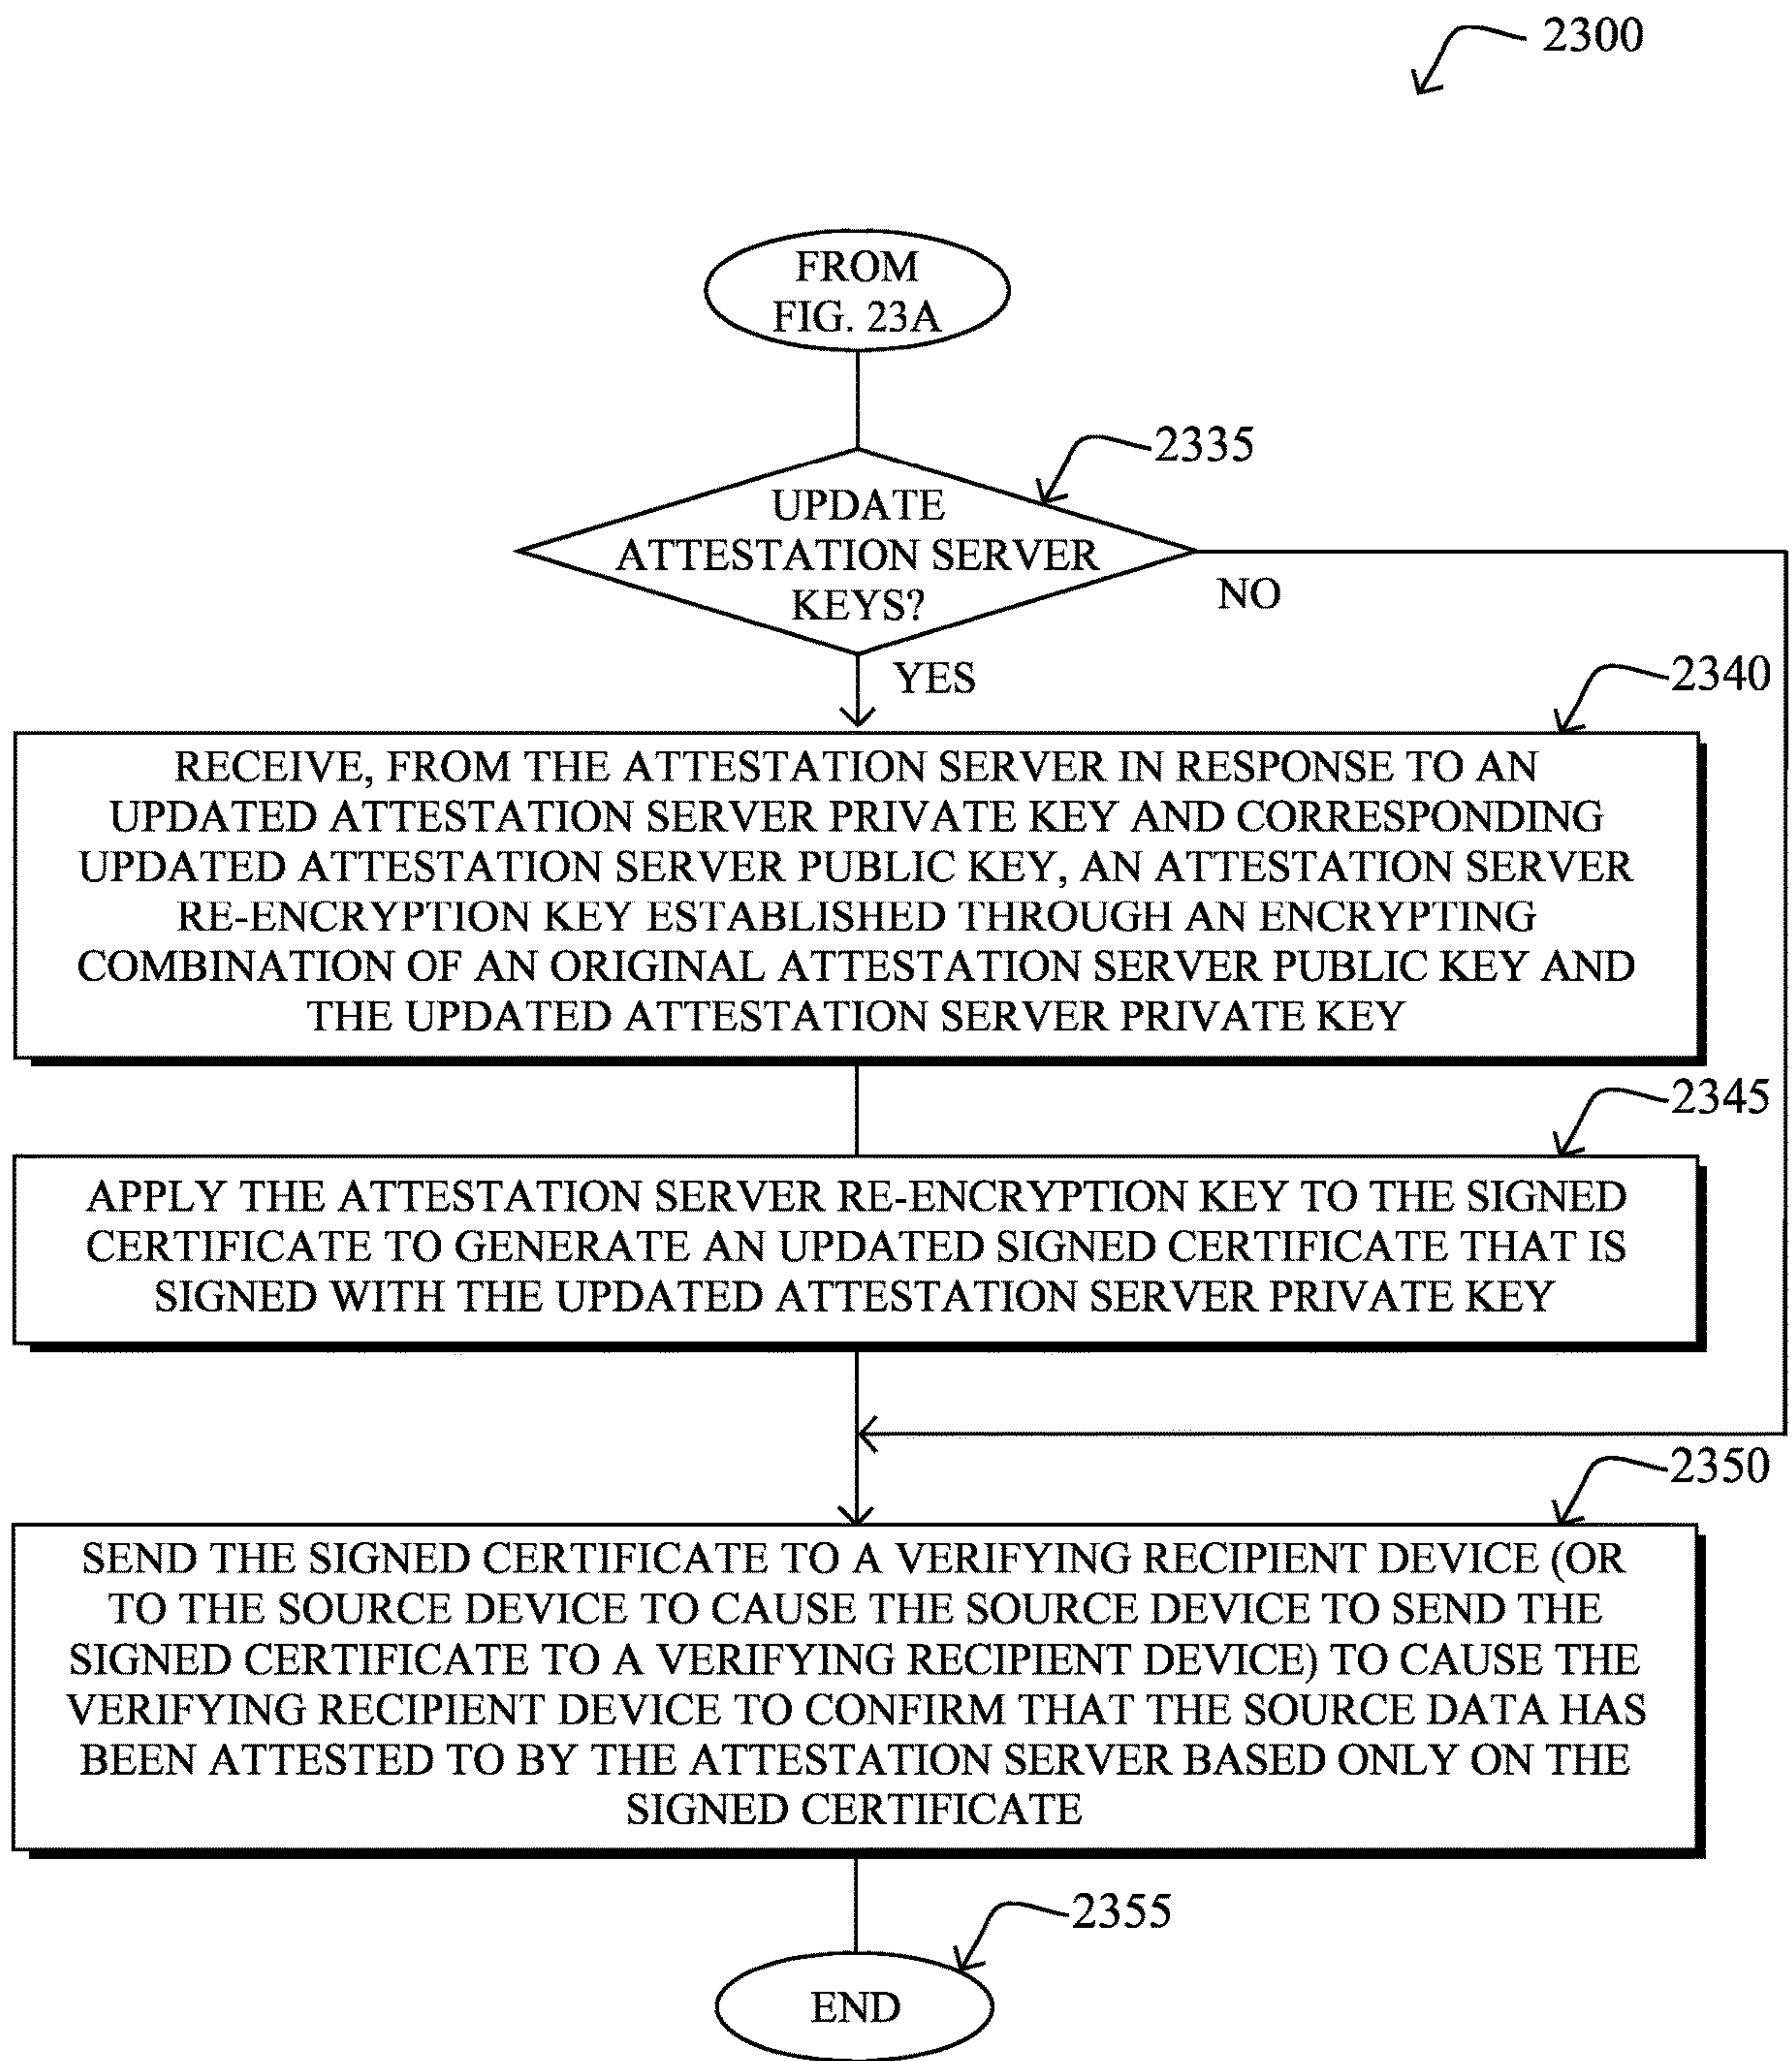 2300
FROM
FIG. 23A
2335
UPDATE
ATTESTATION SERVER
KEYS?
NO
YES
2340
RECEIVE, FROM THE ATTESTATION SERVER IN RESPONSE TO AN
UPDATED ATTESTATION SERVER PRIVATE KEY AND CORRESPONDING
UPDATED ATTESTATION SERVER PUBLIC KEY, AN ATTESTATION SERVER
RE-ENCRYPTION KEY ESTABLISHED THROUGH AN ENCRYPTING
COMBINATION OF AN ORIGINAL ATTESTATION SERVER PUBLIC KEY AND
THE UPDATED ATTESTATION SERVER PRIVATE KEY
2345
APPLY THE ATTESTATION SERVER RE-ENCRYPTION KEY TO THE SIGNED
CERTIFICATE TO GENERATE AN UPDATED SIGNED CERTIFICATE THAT IS
SIGNED WITH THE UPDATED ATTESTATION SERVER PRIVATE KEY
2350
SEND THE SIGNED CERTIFICATE TO A VERIFYING RECIPIENT DEVICE (OR
TO THE SOURCE DEVICE TO CAUSE THE SOURCE DEVICE TO SEND THE
SIGNED CERTIFICATE TO A VERIFYING RECIPIENT DEVICE) TO CAUSE THE
VERIFYING RECIPIENT DEVICE TO CONFIRM THAT THE SOURCE DATA HAS
BEEN ATTESTED TO BY THE ATTESTATION SERVER BASED ONLY ON THE
SIGNED CERTIFICATE
2355
END